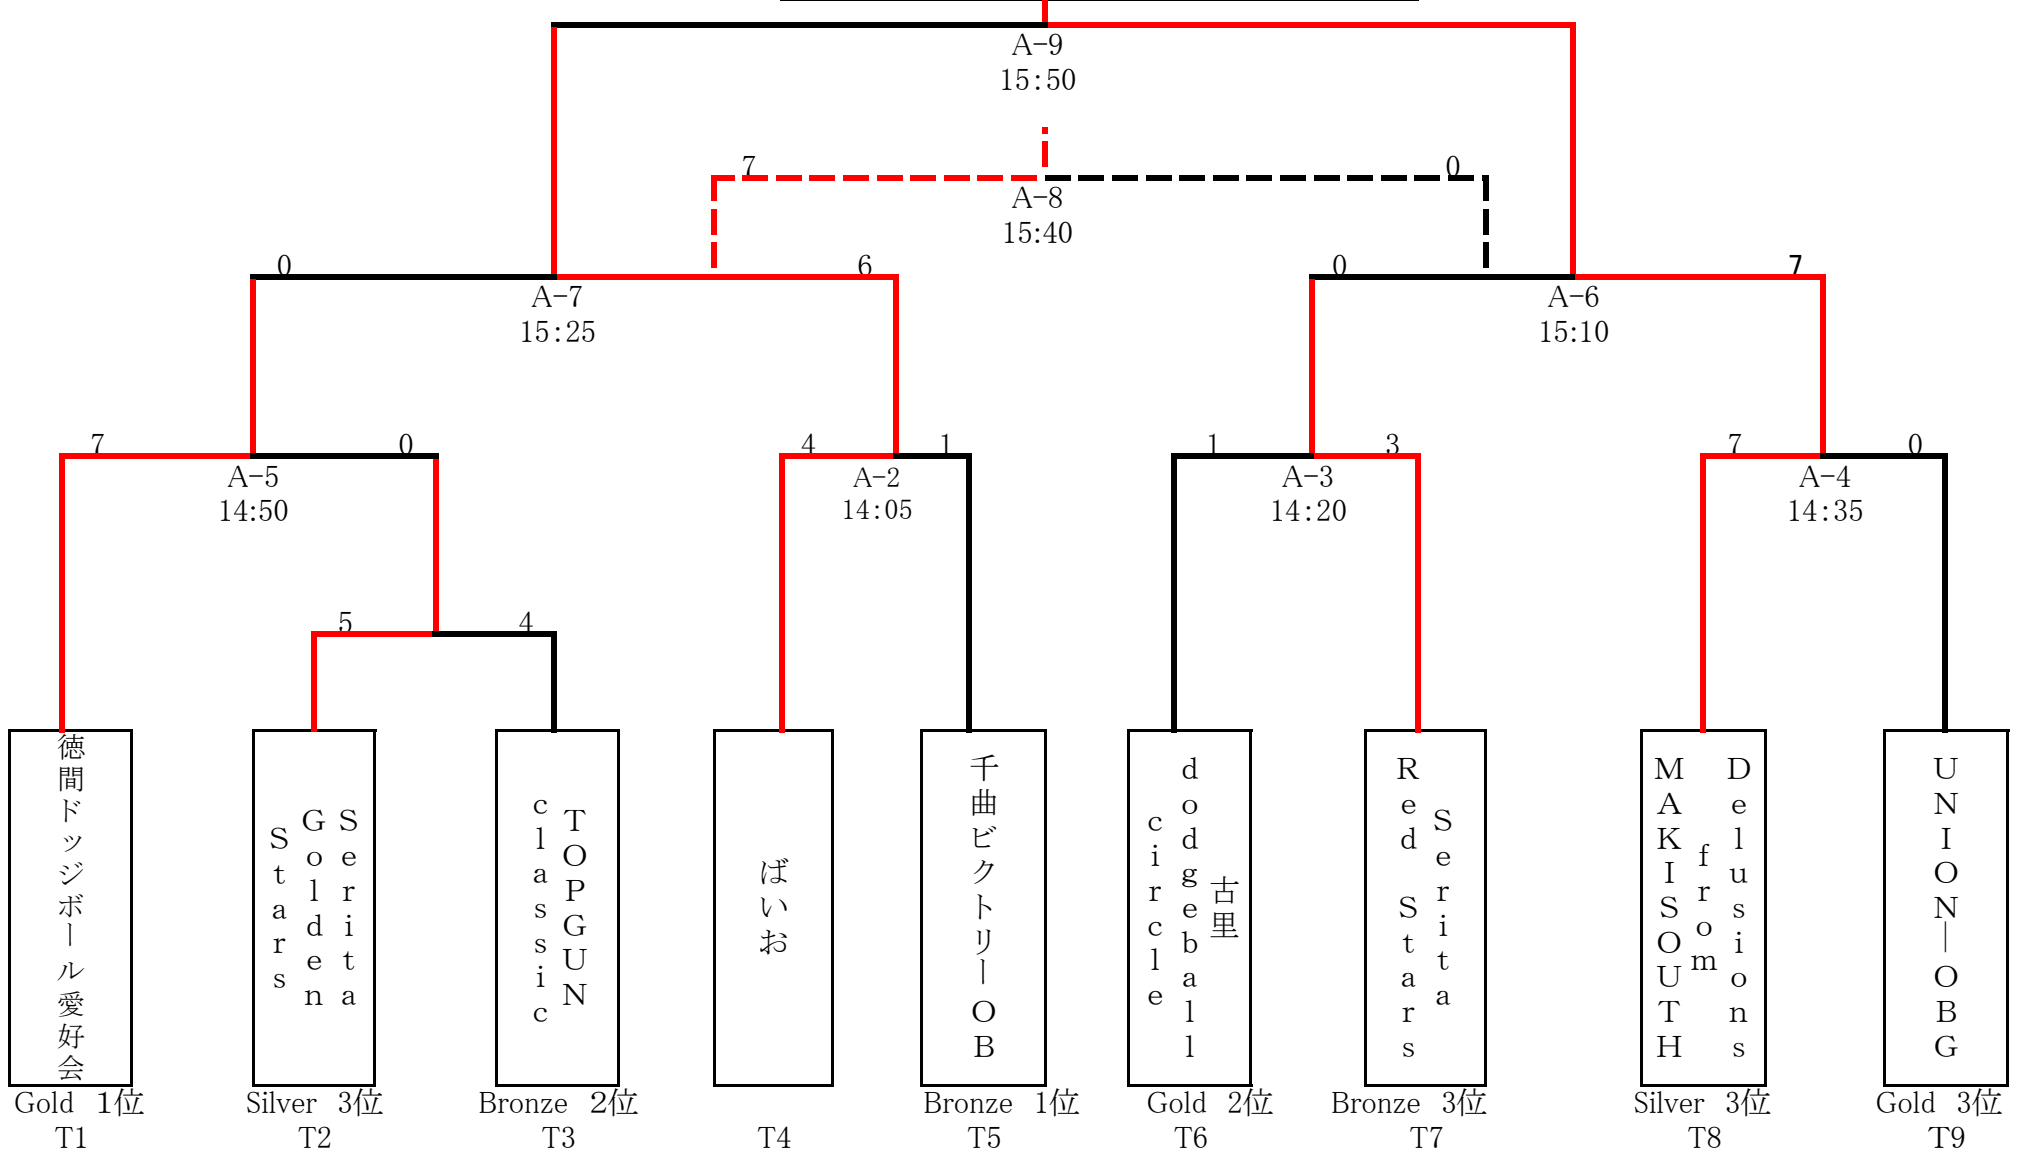 A-9
15:50
7
0
A-8
15:40
0
6
A-7
15:25
0
7
A-6
15:10
7
0
A-5
14:50
4
1
A-2
14:05
1
3
A-3
14:20
7
0
A-4
14:35
5
4
徳間ドッジボール愛好会
Serita
Golden
Stars
TOPGUN
classic
ばいお
千曲ビクトリーOB
古里
dodgeball
circle
Serita
Red Stars
Delusions
from
MAKISOUTH
UNION―OBG
Gold 1位
Silver 3位
Bronze 2位
Bronze 1位
Gold 2位
Bronze 3位
Silver 3位
Gold 3位
T1
T2
T3
T4
T5
T6
T7
T8
T9